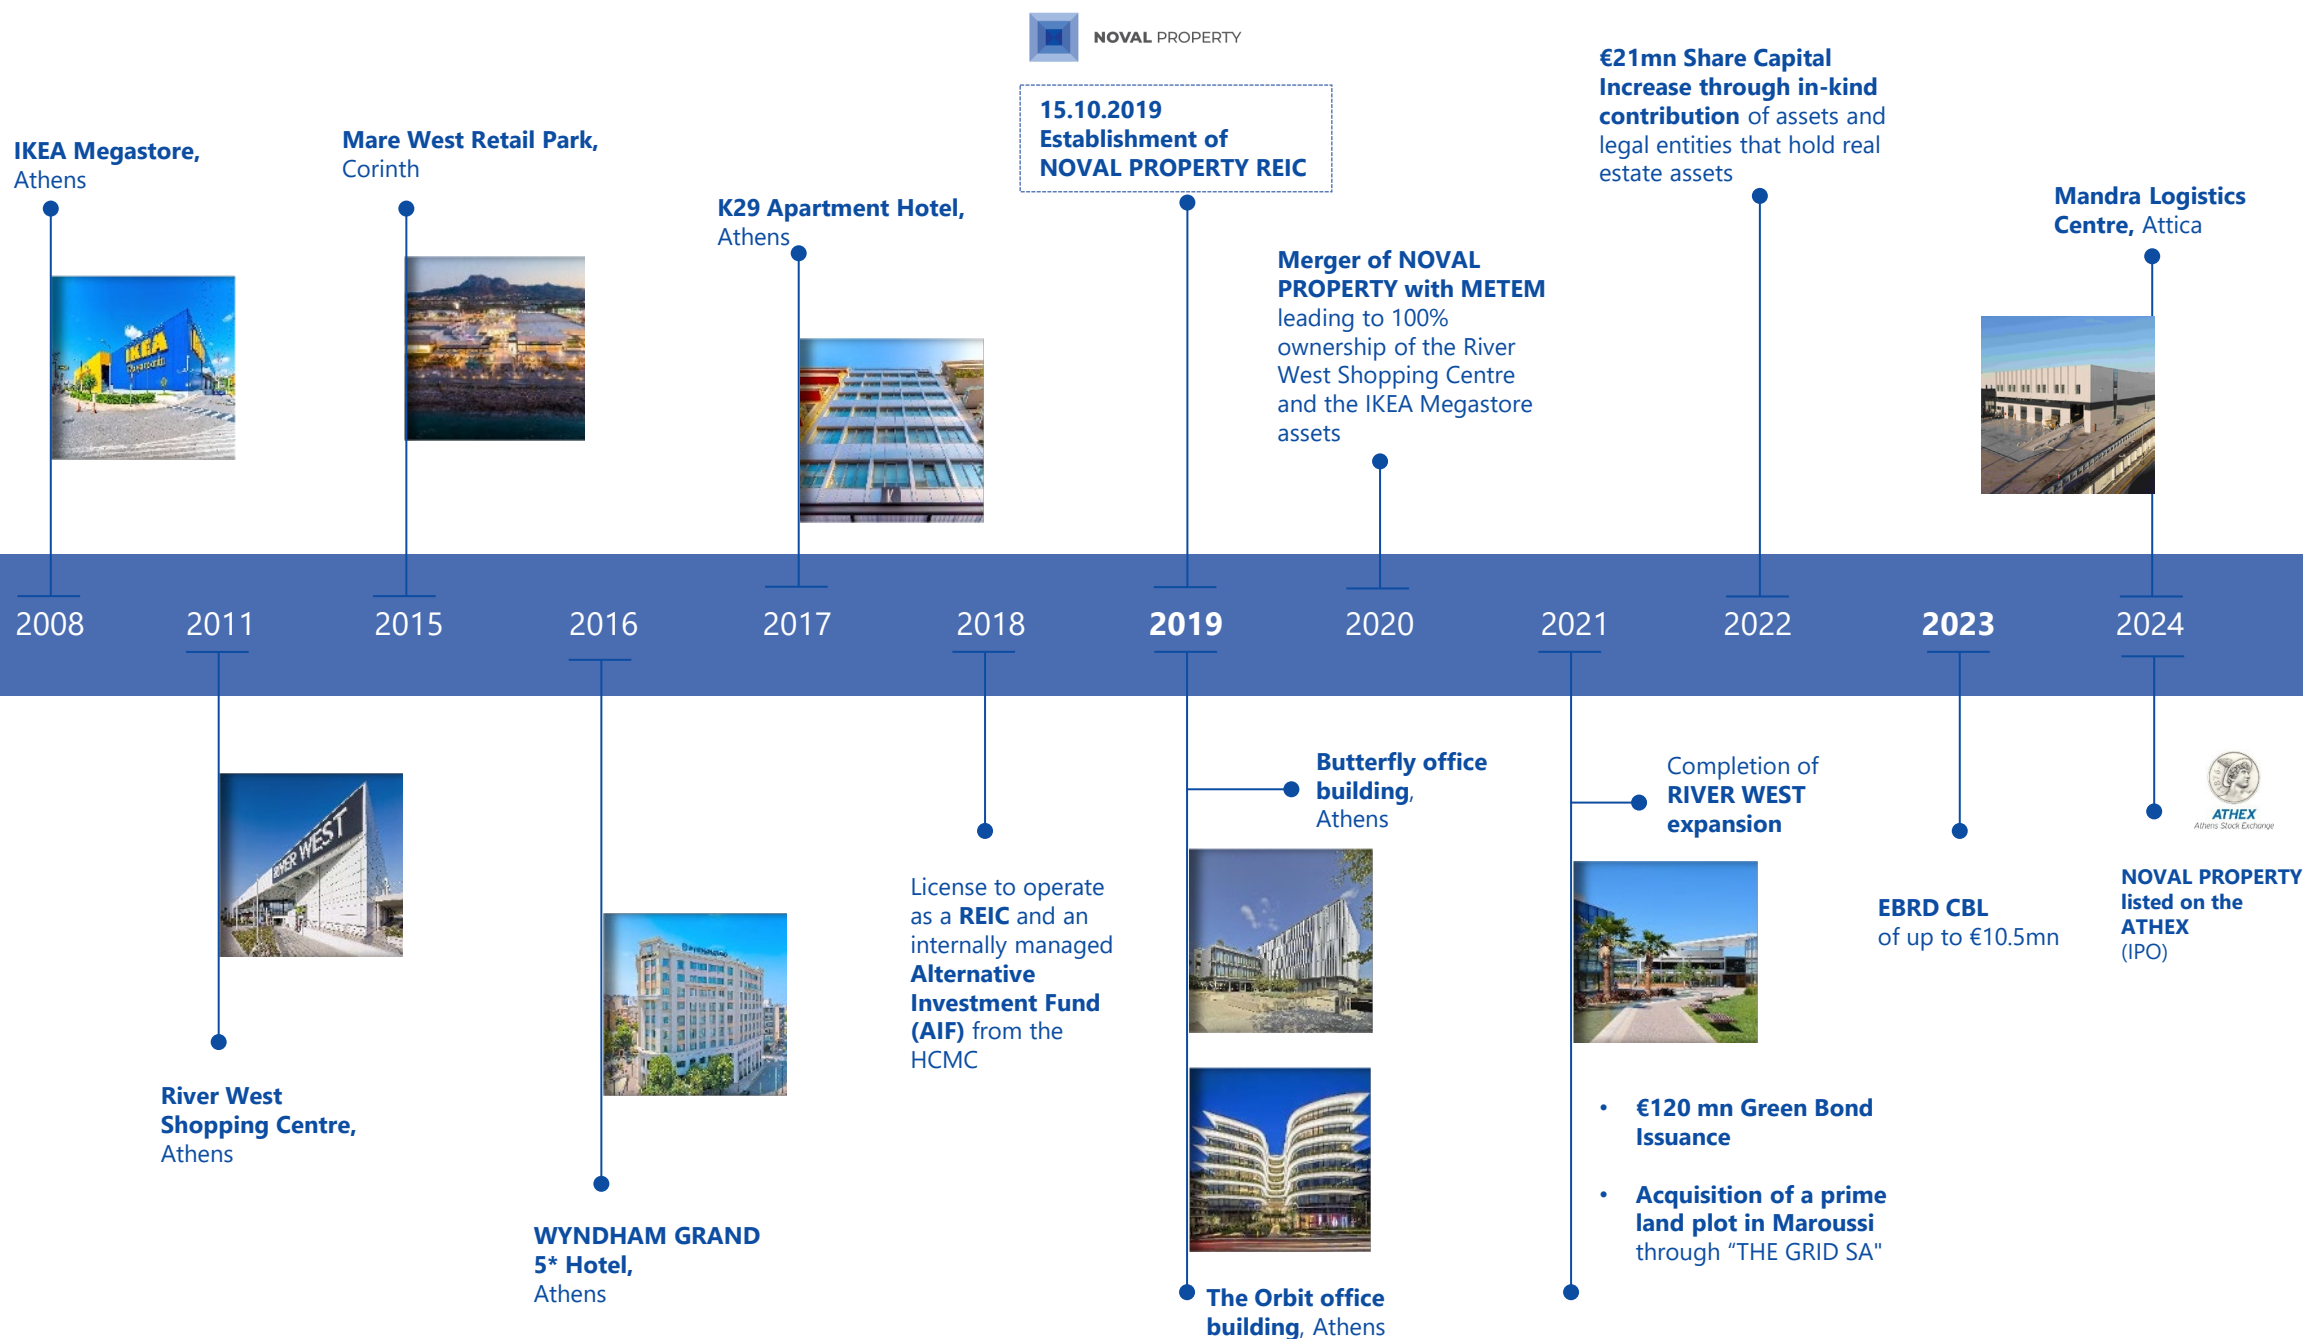 NOVAL PROPERTY
IKEA Megastore,
Athens
Mare West Retail Park,
Corinth
K29 Apartment Hotel,
Athens
15.10.2019
Establishment of
NOVAL PROPERTY REIC
Merger of NOVAL
PROPERTY with METEM
leading to 100%
ownership of the River
West Shopping Centre
and the IKEA Megastore
assets
€21mn Share Capital
Increase through in-kind
contribution of assets and
legal entities that hold real
estate assets
Mandra Logistics
Centre, Attica
IKEA
2008
2011
2015
2016
2017
2018
2019
2020
2021
2022
2023
2024
RIVER WEST
River West
Shopping Centre,
Athens
WYNDHAM GRAND
5* Hotel,
Athens
License to operate
as a REIC and an
internally managed
Alternative
Investment Fund
(AIF) from the
HCMC
Butterfly office
building,
Athens
The Orbit office
building, Athens
Completion of
RIVER WEST
expansion
• €120 mn Green Bond
Issuance
• Acquisition of a prime
land plot in Maroussi
through “THE GRID SA"
EBRD CBL
of up to €10.5mn
ATHEX
Athens Stock Exchange
NOVAL PROPERTY
listed on the
ATHEX
(IPO)